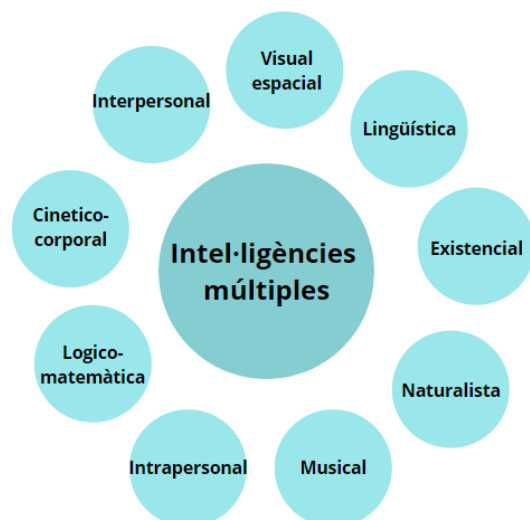 Visual
espacial
Interpersonal
Lingüística
Cinetico-
corporal
Intel·ligències
múltiples
Existencial
Logico-
matemàtica
Naturalista
Intrapersonal
Musical